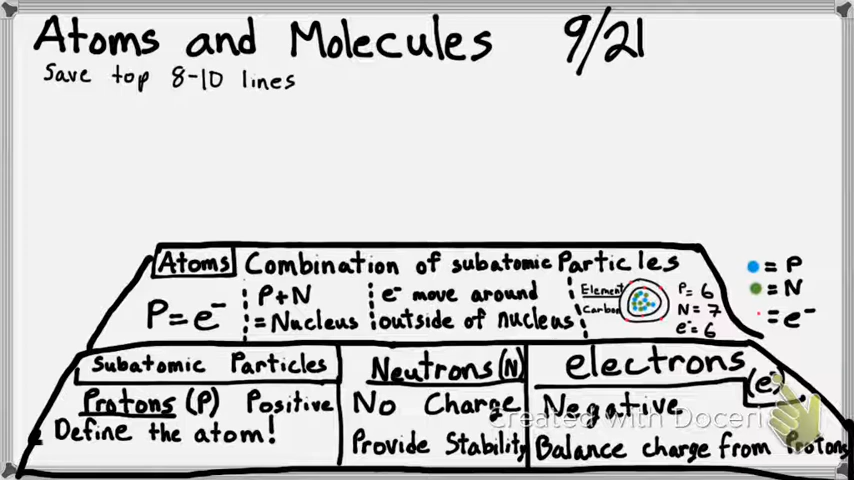 Atoms and Molecules 9/21
Save top 8-10 lines
Atoms Combination of subatomic Particles
P=e-
P+N
=Nucleus
e- move around
outside of nucleus
Element
Carbon
P=6
N=7
e-=6
=P
=N
=e-
Subatomic Particles
Protons (P) Positive
Define the atom!
Neutrons (N)
No Charge
Provide Stability
electrons
(e-)
Negative
Balance charge from Protons
Created with Doceri